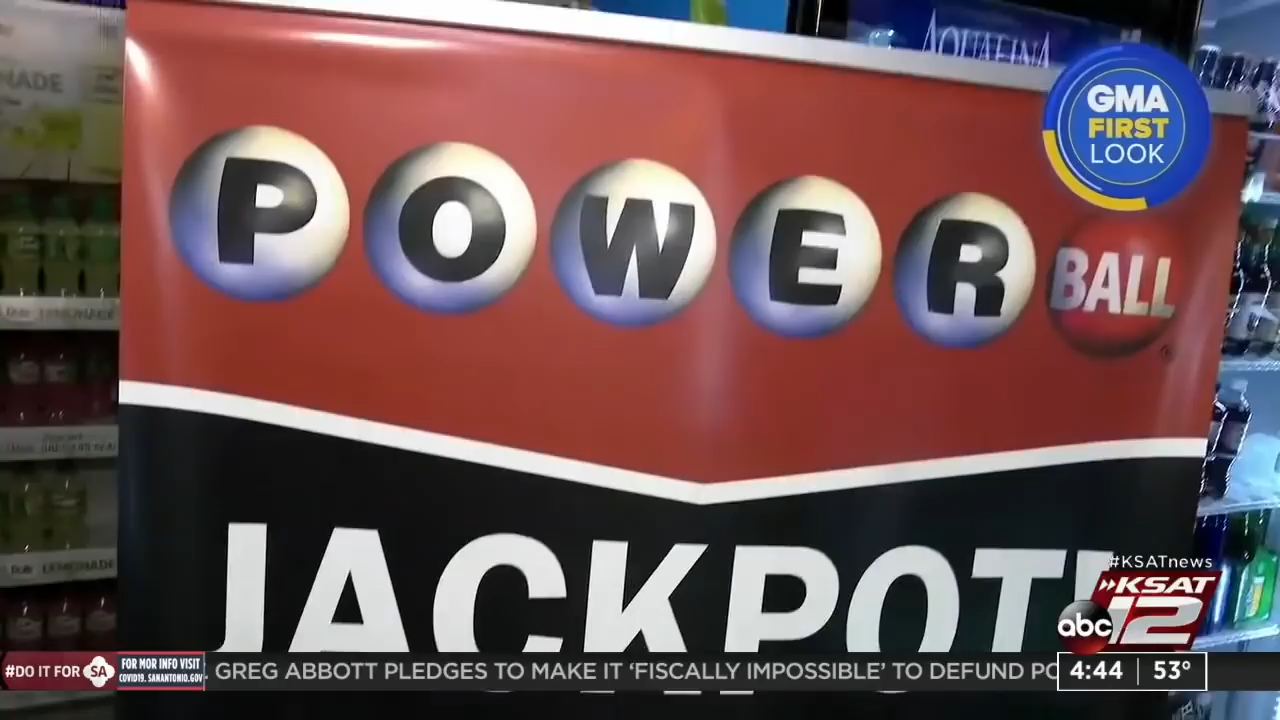 AQUAFINA
GMA
FIRST
LOOK
POWER
BALL
JACKPOT!
LEMONADE
#KSATnews
KSAT
abc 12
#DO IT FOR SA
FOR MOR INFO VISIT
COVID19.SANANTONIO.GOV
GREG ABBOTT PLEDGES TO MAKE IT ‘FISCALLY IMPOSSIBLE’ TO DEFUND PO
4:44 53°